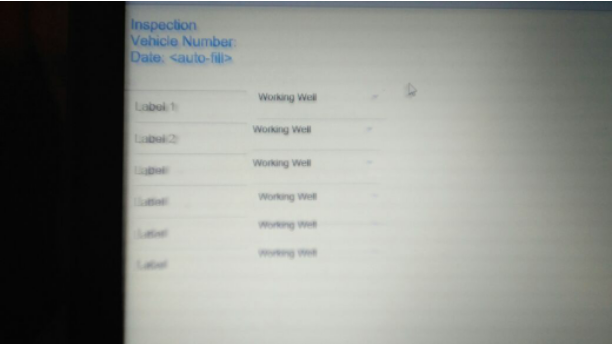 Inspection
Vehicle Number:
Date: <auto-fill>
Working Well
Label 1
Working Well
Label 2
Working Well
Label
Working Well
Label
Working Well
Label
Working Well
Label